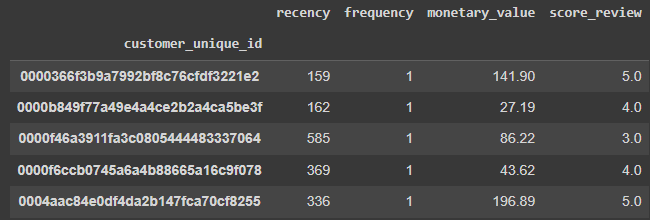 recency frequency monetary_value score_review
customer_unique_id
0000366f3b9a7992bf8c76cfdf3221e2 159 1 141.90 5.0
0000b849f77a49e4a4ce2b2a4ca5be3f 162 1 27.19 4.0
0000f46a3911fa3c0805444483337064 585 1 86.22 3.0
0000f6ccb0745a6a4b88665a16c9f078 369 1 43.62 4.0
0004aac84e0df4da2b147fca70cf8255 336 1 196.89 5.0